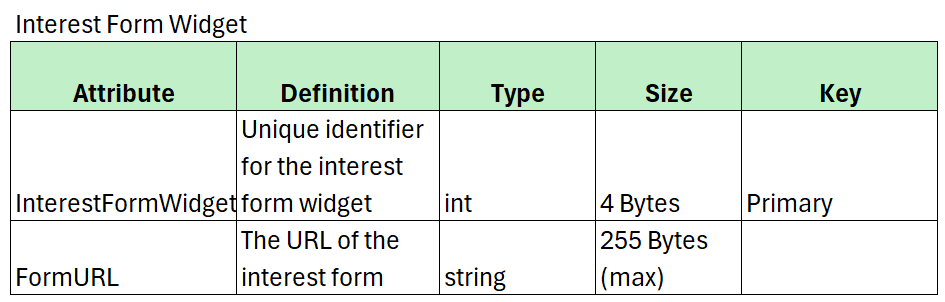 Interest Form Widget
Attribute Definition Type Size Key
Unique identifier
for the interest
InterestFormWidget form widget int 4 Bytes Primary
The URL of the 255 Bytes
FormURL interest form string (max)